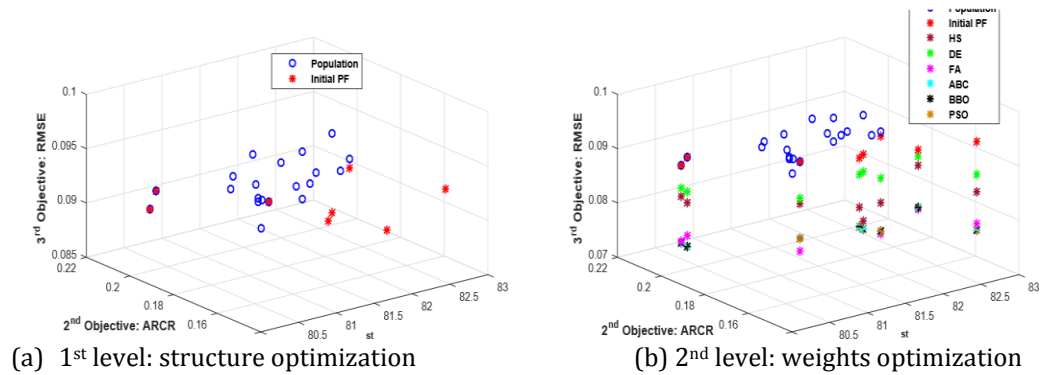 Population
Initial PF
0.1
0.095
0.09
0.085
3rd Objective: RMSE
0.22
0.2
0.18
0.16
2nd Objective: ARCR
80.5
81
81.5
82
82.5
83
st
(a) 1st level: structure optimization
Population
Initial PF
HS
DE
FA
ABC
BBO
PSO
0.1
0.09
0.08
0.07
3rd Objective: RMSE
0.22
0.2
0.18
0.16
2nd Objective: ARCR
80.5
81
81.5
82
82.5
83
st
(b) 2nd level: weights optimization